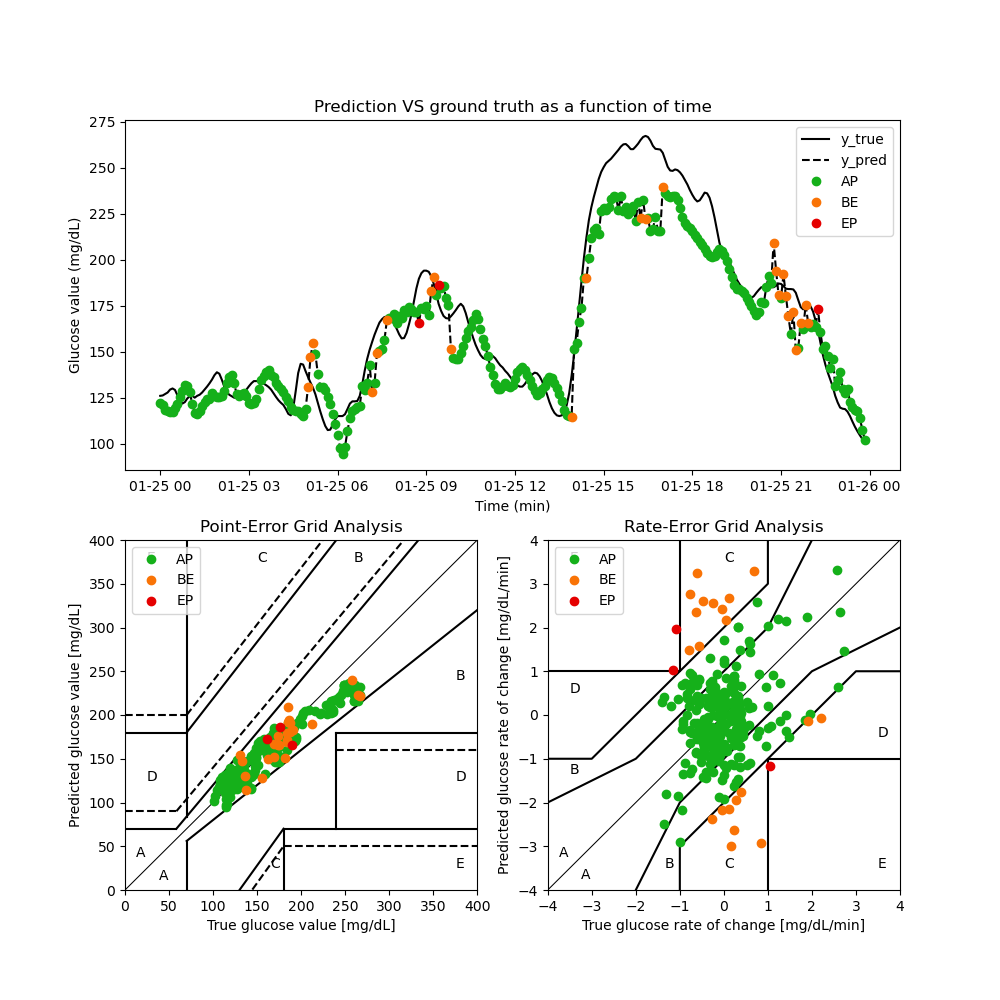 Prediction VS ground truth as a function of time
Glucose value (mg/dL)
275
250
225
200
175
150
125
100
y_true
y_pred
AP
BE
EP
01-25 00 01-25 03 01-25 06 01-25 09 01-25 12 01-25 15 01-25 18 01-25 21 01-26 00
Time (min)
Point-Error Grid Analysis
Predicted glucose value [mg/dL]
400
350
300
250
200
150
100
50
0
AP
BE
EP
C
B
B
D
D
A
A
C
E
0 50 100 150 200 250 300 350 400
True glucose value [mg/dL]
Rate-Error Grid Analysis
Predicted glucose rate of change [mg/dL/min]
4
3
2
1
0
−1
−2
−3
−4
AP
BE
EP
C
D
D
B
A
A
B
C
E
−4 −3 −2 −1 0 1 2 3 4
True glucose rate of change [mg/dL/min]